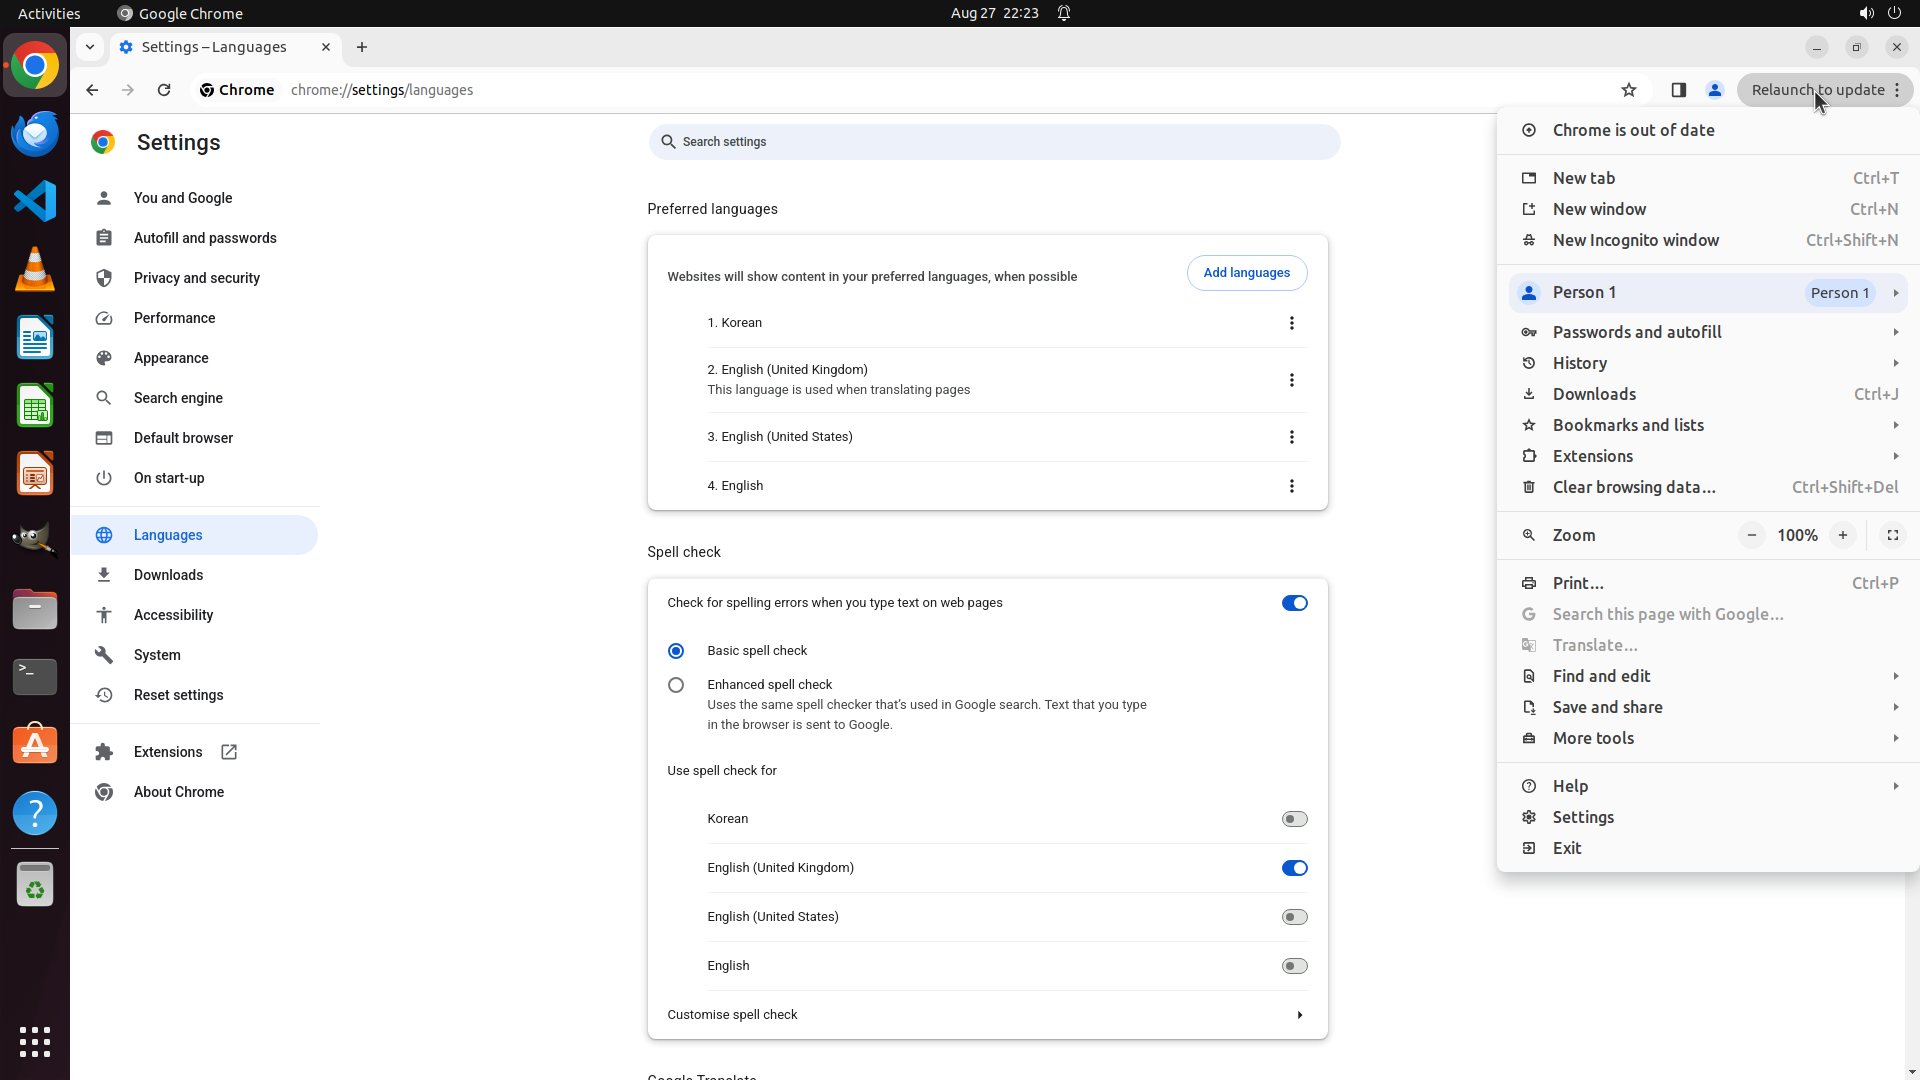 Activities
Google Chrome
Aug 27 22:23
Settings – Languages
Chrome
chrome://settings/languages
Relaunch to update
Settings
Search settings
You and Google
Autofill and passwords
Privacy and security
Performance
Appearance
Search engine
Default browser
On start-up
Languages
Downloads
Accessibility
System
Reset settings
Extensions
About Chrome
Preferred languages
Websites will show content in your preferred languages, when possible
Add languages
1. Korean
2. English (United Kingdom)
This language is used when translating pages
3. English (United States)
4. English
Spell check
Check for spelling errors when you type text on web pages
Basic spell check
Enhanced spell check
Uses the same spell checker that's used in Google search. Text that you type
in the browser is sent to Google.
Use spell check for
Korean
English (United Kingdom)
English (United States)
English
Customise spell check
Google Translate
Chrome is out of date
New tab Ctrl+T
New window Ctrl+N
New Incognito window Ctrl+Shift+N
Person 1 Person 1
Passwords and autofill
History
Downloads Ctrl+J
Bookmarks and lists
Extensions
Clear browsing data... Ctrl+Shift+Del
Zoom 100%
Print... Ctrl+P
Search this page with Google...
Translate...
Find and edit
Save and share
More tools
Help
Settings
Exit